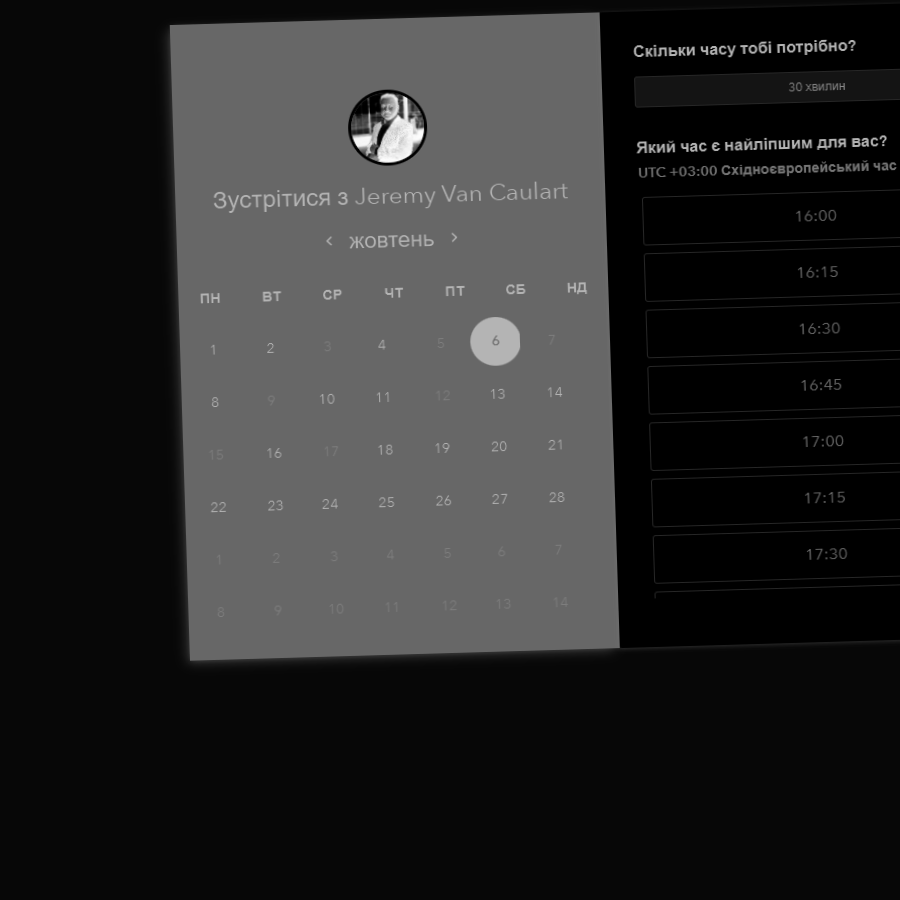 Зустрітися з Jeremy Van Caulart
жовтень
ПН ВТ СР ЧТ ПТ СБ НД
1 2 3 4 5 6 7
8 9 10 11 12 13 14
15 16 17 18 19 20 21
22 23 24 25 26 27 28
1 2 3 4 5 6 7
8 9 10 11 12 13 14
Скільки часу тобі потрібно?
30 хвилин
Який час є найліпшим для вас?
UTC +03:00 Східноєвропейський час
16:00
16:15
16:30
16:45
17:00
17:15
17:30